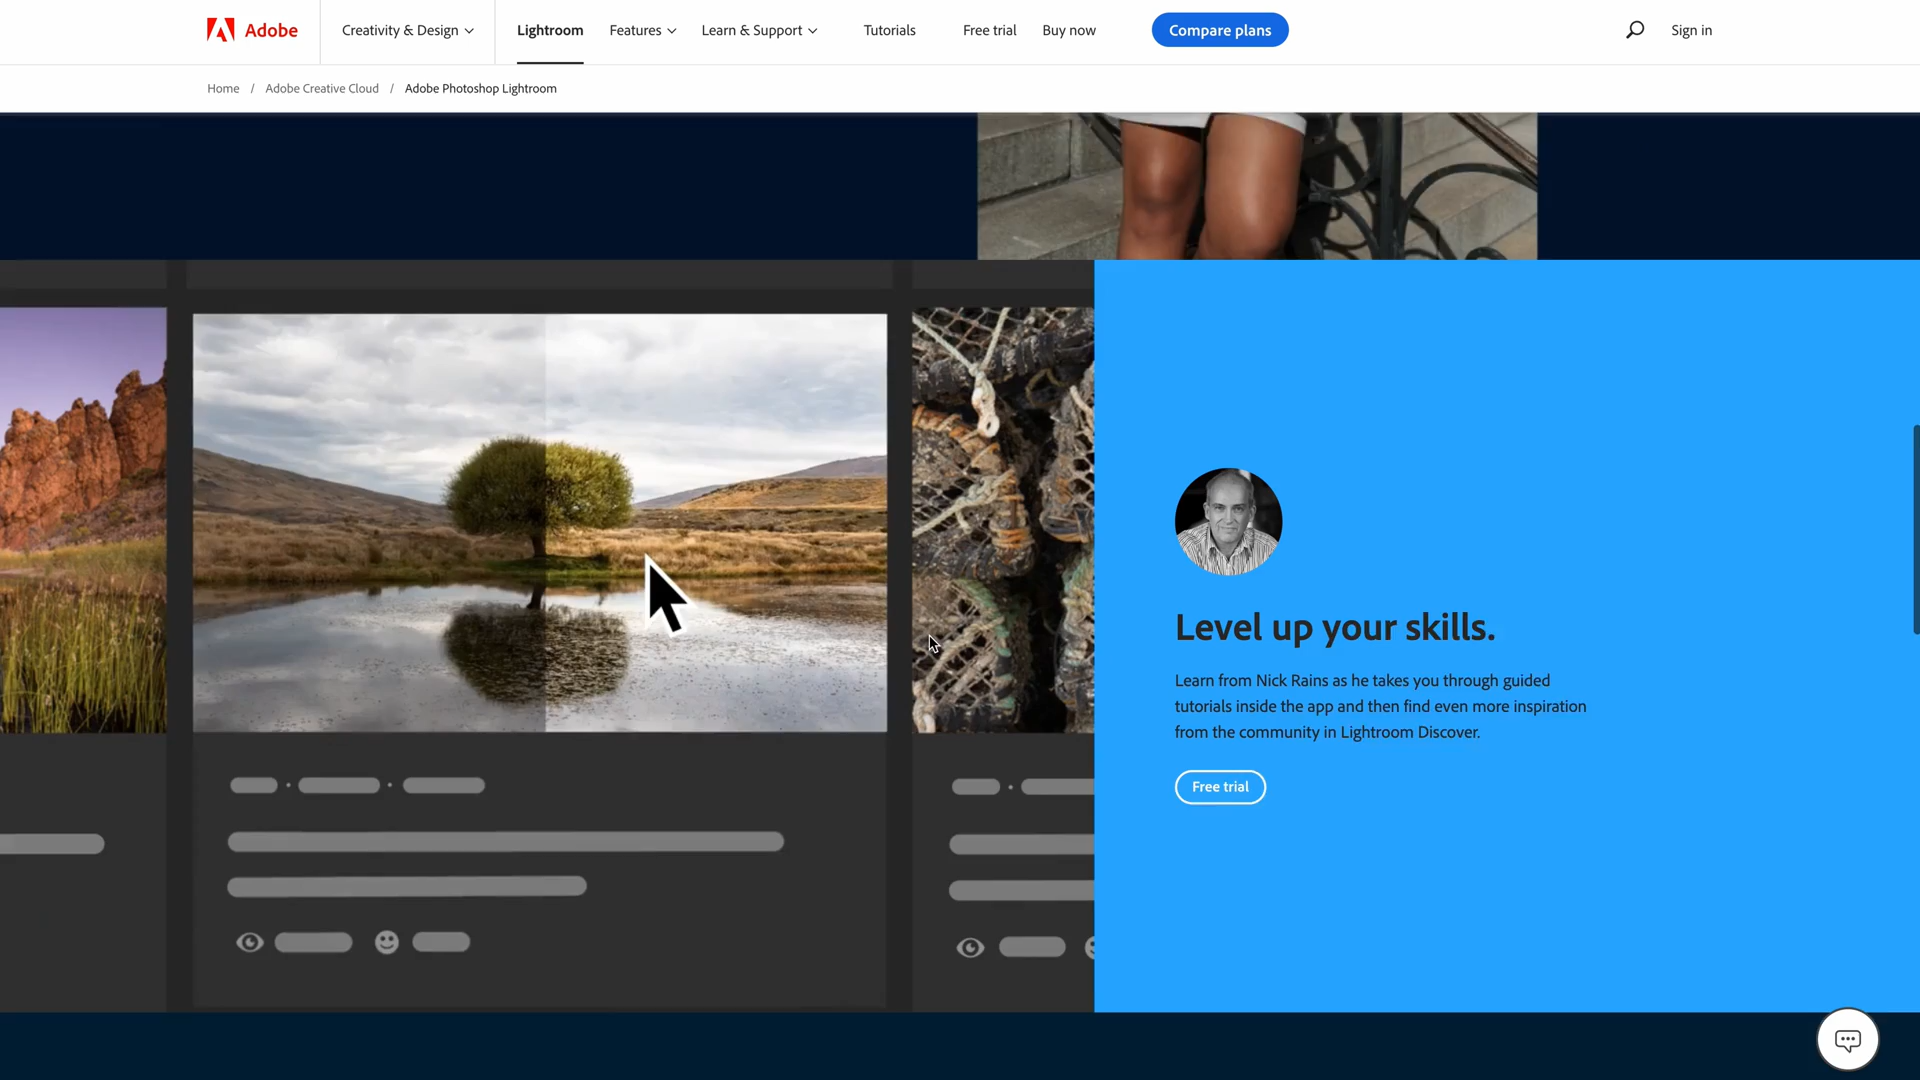 Adobe
Creativity & Design
Lightroom
Features
Learn & Support
Tutorials
Free trial
Buy now
Compare plans
Sign in
Home / Adobe Creative Cloud / Adobe Photoshop Lightroom
Level up your skills.
Learn from Nick Rains as he takes you through guided
tutorials inside the app and then find even more inspiration
from the community in Lightroom Discover.
Free trial